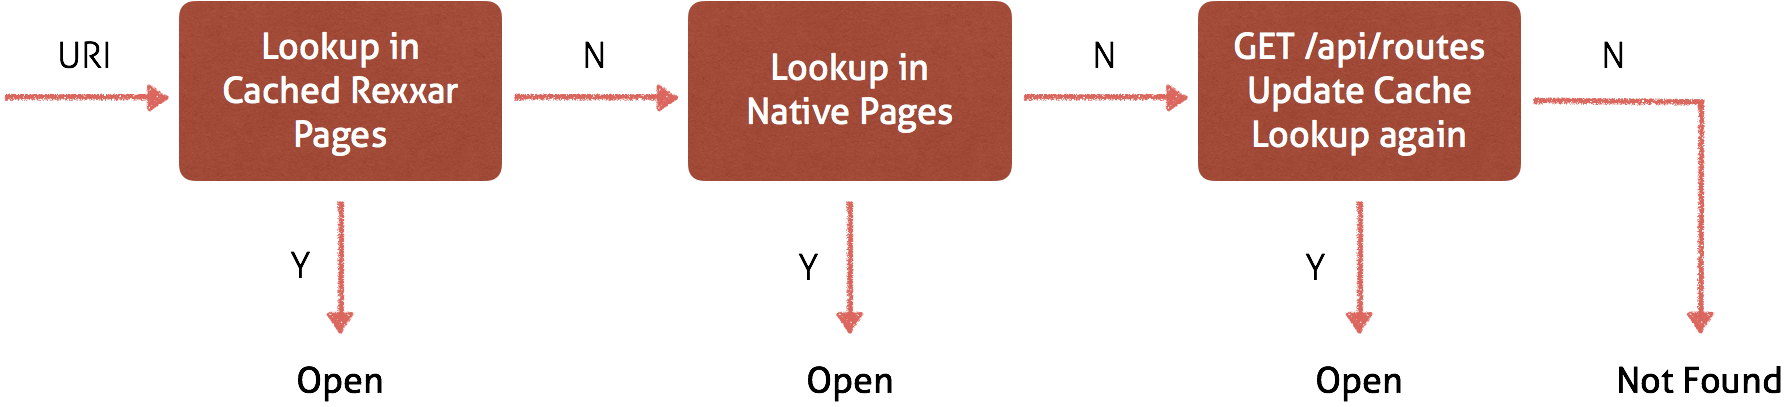 URI
Lookup in
Cached Rexxar
Pages
N
Lookup in
Native Pages
N
GET /api/routes
Update Cache
Lookup again
N
Y
Y
Y
Open
Open
Open
Not Found